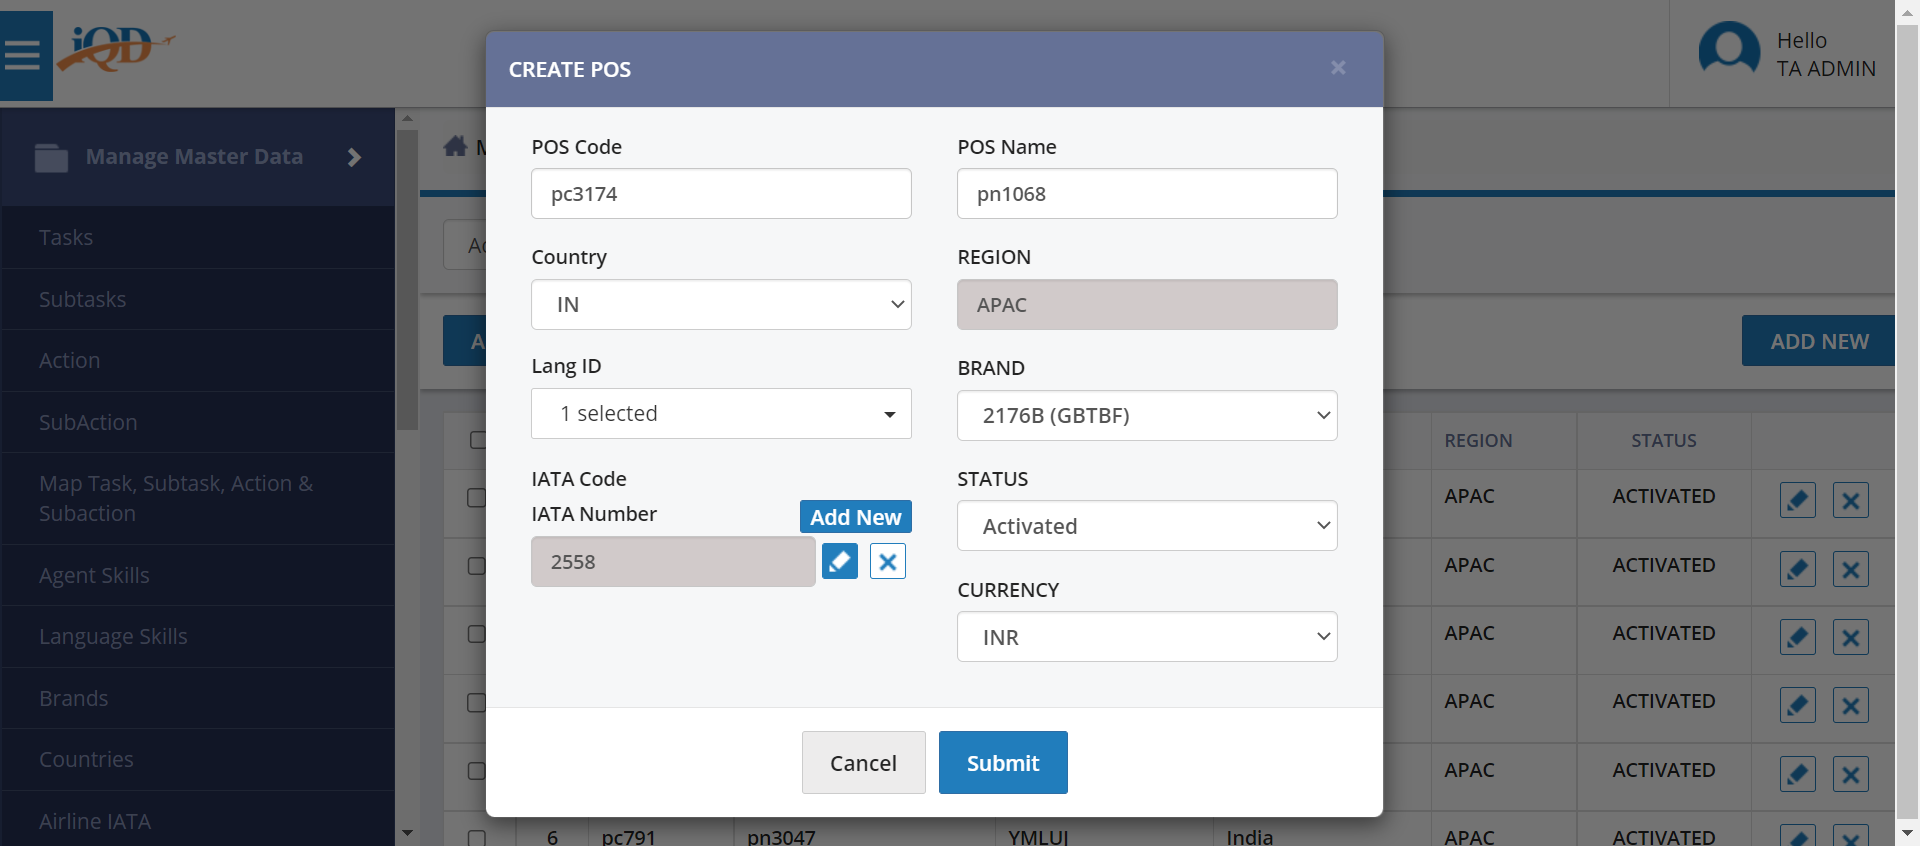 iQD
Hello
TA ADMIN
Manage Master Data
Tasks
Subtasks
Action
SubAction
Map Task, Subtask, Action &
Subaction
Agent Skills
Language Skills
Brands
Countries
Airline IATA
CREATE POS
×
POS Code
pc3174
POS Name
pn1068
Country
IN
REGION
APAC
Lang ID
1 selected
BRAND
2176B (GBTBF)
IATA Code
IATA Number
Add New
2558
STATUS
Activated
CURRENCY
INR
Cancel
Submit
ADD NEW
REGION STATUS
APAC ACTIVATED
APAC ACTIVATED
APAC ACTIVATED
APAC ACTIVATED
APAC ACTIVATED
6 pc791 pn3047 YMLUJ India APAC ACTIVATED